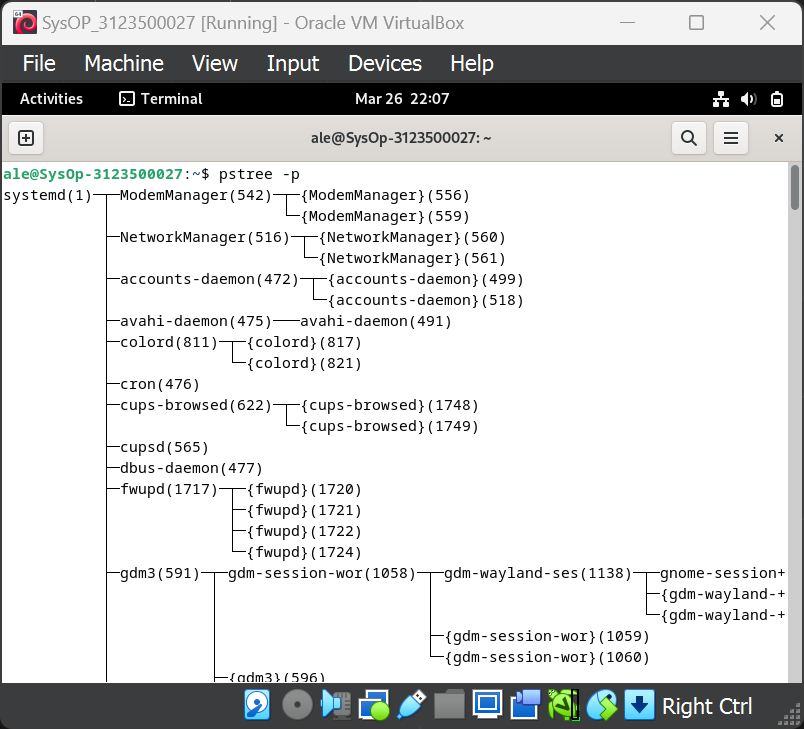 64
SysOP_3123500027 [Running] - Oracle VM VirtualBox
File Machine View Input Devices Help
Activities Terminal Mar 26 22:07
ale@SysOp-3123500027: ~
ale@SysOp-3123500027:~$ pstree -p
systemd(1)─┬─ModemManager(542)─┬─{ModemManager}(556)
           │                   └─{ModemManager}(559)
           ├─NetworkManager(516)─┬─{NetworkManager}(560)
           │                     └─{NetworkManager}(561)
           ├─accounts-daemon(472)─┬─{accounts-daemon}(499)
           │                      └─{accounts-daemon}(518)
           ├─avahi-daemon(475)───avahi-daemon(491)
           ├─colord(811)─┬─{colord}(817)
           │             └─{colord}(821)
           ├─cron(476)
           ├─cups-browsed(622)─┬─{cups-browsed}(1748)
           │                   └─{cups-browsed}(1749)
           ├─cupsd(565)
           ├─dbus-daemon(477)
           ├─fwupd(1717)─┬─{fwupd}(1720)
           │             ├─{fwupd}(1721)
           │             ├─{fwupd}(1722)
           │             └─{fwupd}(1724)
           ├─gdm3(591)─┬─gdm-session-wor(1058)─┬─gdm-wayland-ses(1138)─┬─gnome-session+
           │           │                       │                       ├─{gdm-wayland-+
           │           │                       │                       └─{gdm-wayland-+
           │           │                       ├─{gdm-session-wor}(1059)
           │           │                       └─{gdm-session-wor}(1060)
           │           ├─{gdm3}(596)
Right Ctrl